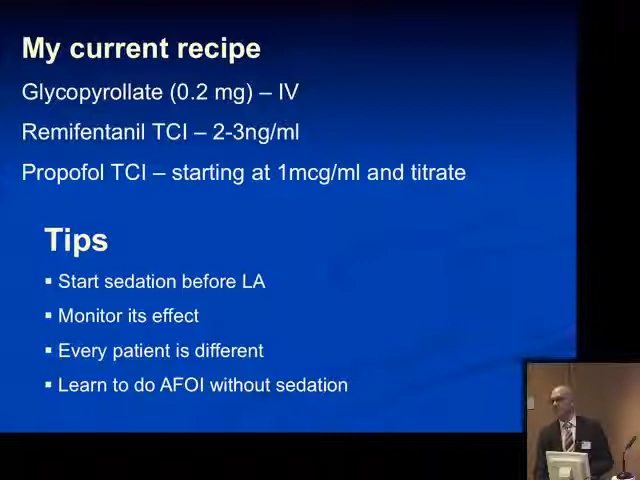 My current recipe
Glycopyrollate (0.2 mg) – IV
Remifentanil TCI – 2-3ng/ml
Propofol TCI – starting at 1mcg/ml and titrate
Tips
▪ Start sedation before LA
▪ Monitor its effect
▪ Every patient is different
▪ Learn to do AFOI without sedation